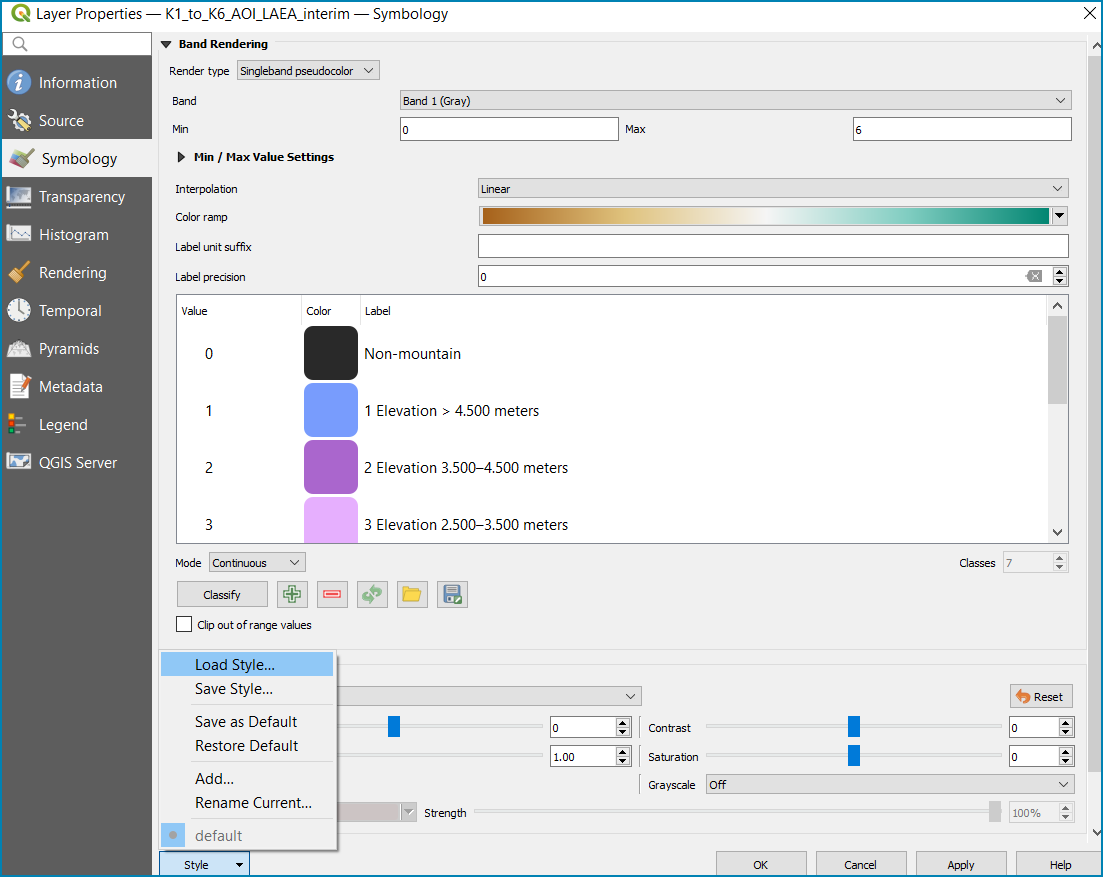 Layer Properties — K1_to_K6_AOI_LAEA_interim — Symbology
Information
Source
Symbology
Transparency
Histogram
Rendering
Temporal
Pyramids
Metadata
Legend
QGIS Server
Band Rendering
Render type Singleband pseudocolor
Band Band 1 (Gray)
Min 0 Max 6
Min / Max Value Settings
Interpolation Linear
Color ramp
Label unit suffix
Label precision 0
Value Color Label
0 Non-mountain
1 1 Elevation > 4.500 meters
2 2 Elevation 3.500–4.500 meters
3 3 Elevation 2.500–3.500 meters
Mode Continuous Classes 7
Classify
Clip out of range values
Load Style...
Save Style...
Save as Default
Restore Default
Add...
Rename Current...
default
Reset
0 Contrast 0
1.00 Saturation 0
Grayscale Off
Strength 100%
Style OK Cancel Apply Help